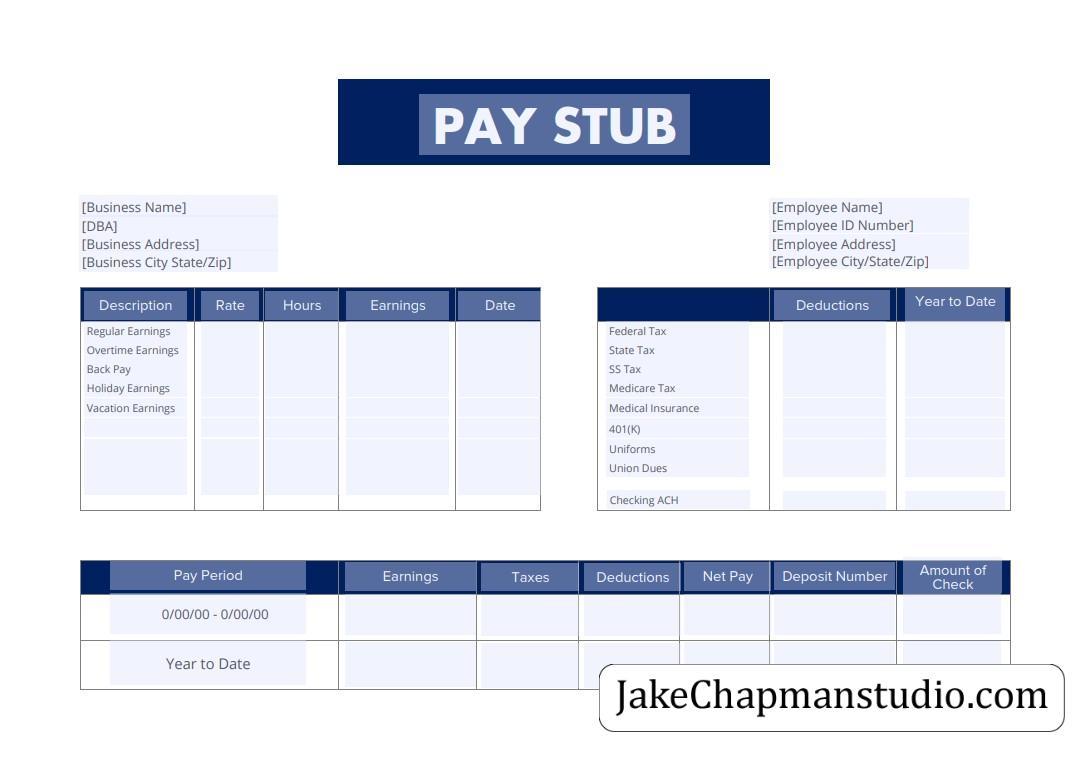 PAY STUB
[Business Name]
[DBA]
[Business Address]
[Business City State/Zip]
[Employee Name]
[Employee ID Number]
[Employee Address]
[Employee City/State/Zip]
Description Rate Hours Earnings Date
Regular Earnings
Overtime Earnings
Back Pay
Holiday Earnings
Vacation Earnings
Deductions Year to Date
Federal Tax
State Tax
SS Tax
Medicare Tax
Medical Insurance
401(K)
Uniforms
Union Dues
Checking ACH
Pay Period Earnings Taxes Deductions Net Pay Deposit Number Amount of
Check
0/00/00 - 0/00/00
Year to Date
JakeChapmanstudio.com